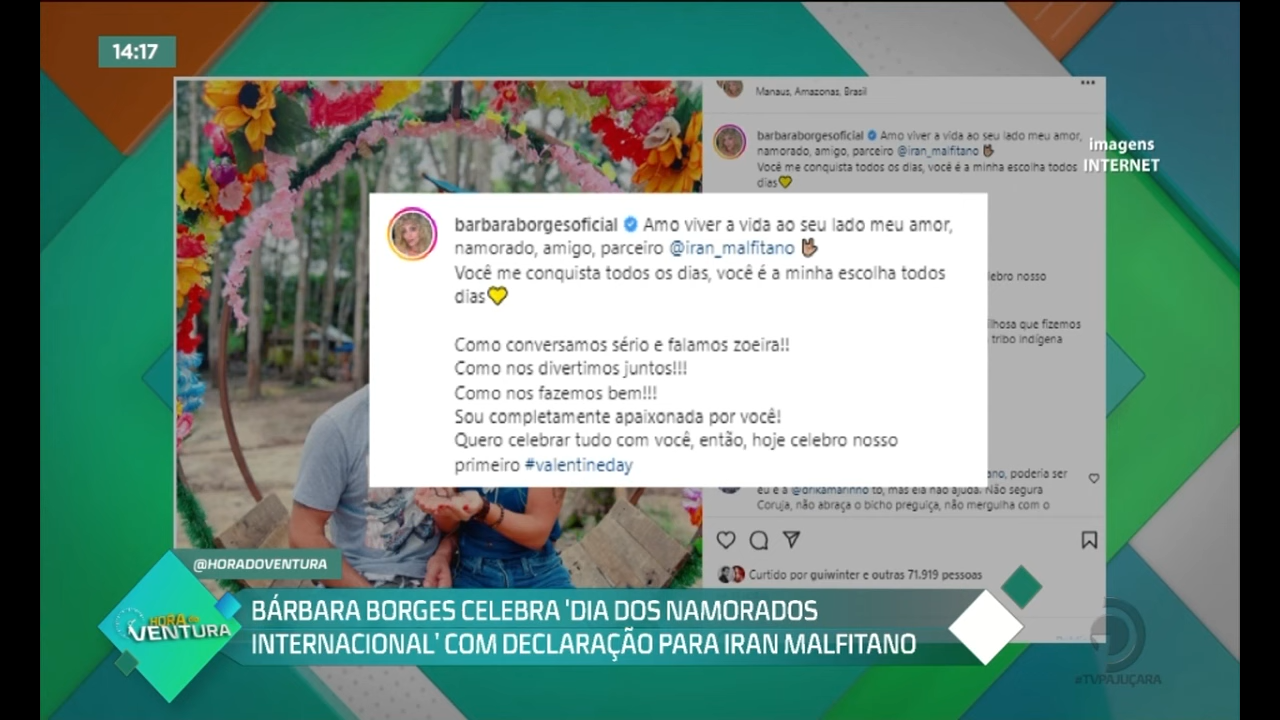 14:17
Manaus, Amazonas, Brasil
barbaraborgesoficial Amo viver a vida ao seu lado meu amor,
namorado, amigo, parceiro @iran_malfitano
Você me conquista todos os dias, você é a minha escolha todos
dias
imagens
INTERNET
barbaraborgesoficial Amo viver a vida ao seu lado meu amor,
namorado, amigo, parceiro @iran_malfitano
Você me conquista todos os dias, você é a minha escolha todos
dias
Como conversamos sério e falamos zoeira!!
Como nos divertimos juntos!!!
Como nos fazemos bem!!!
Sou completamente apaixonada por você!
Quero celebrar tudo com você, então, hoje celebro nosso
primeiro #valentineday
nosso
que fizemos
tribo indígena
poderia ser
eu e a @drikamarinho to, mas ela não ajuda. Não segura
Coruja, não abraça o bicho preguiça, não mergulha com o
Curtido por guiwinter e outras 71.919 pessoas
@HORADOVENTURA
HORA DO
VENTURA
BÁRBARA BORGES CELEBRA 'DIA DOS NAMORADOS
INTERNACIONAL' COM DECLARAÇÃO PARA IRAN MALFITANO
#TVPAJUÇARA